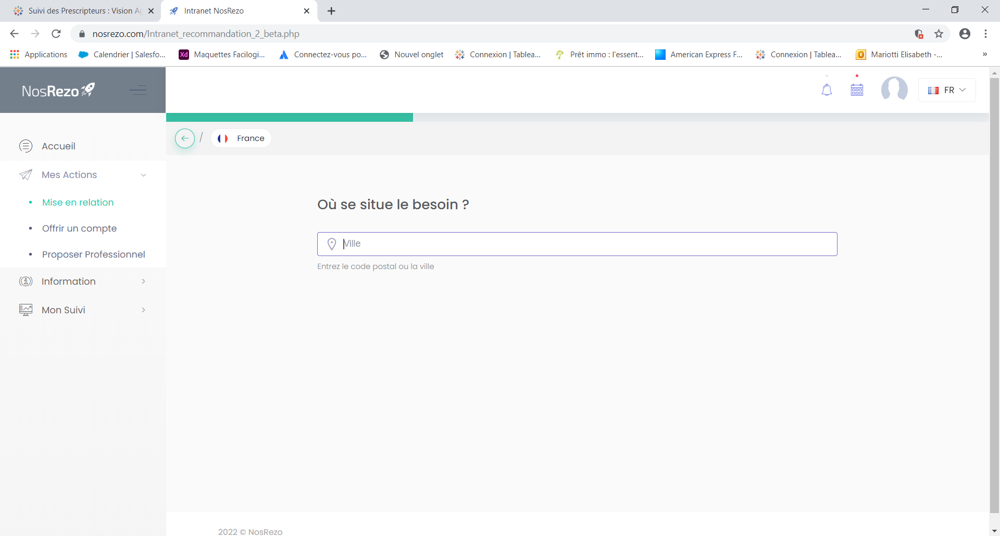 Suivi des Prescripteurs : Vision Ag
Intranet NosRezo
nosrezo.com/Intranet_recommandation_2_beta.php
Applications
Calendrier | Salesfo...
Xd
Maquettes Facilogi...
Connectez-vous po...
Nouvel onglet
Connexion | Tablea...
Prêt immo : l'essent...
American Express F...
Connexion | Tablea...
Mariotti Elisabeth -...
»
NosRezo
FR
/
France
Accueil
Mes Actions
Mise en relation
Offrir un compte
Proposer Professionnel
Information
Mon Suivi
Où se situe le besoin ?
Ville
Entrez le code postal ou la ville
2022 © NosRezo